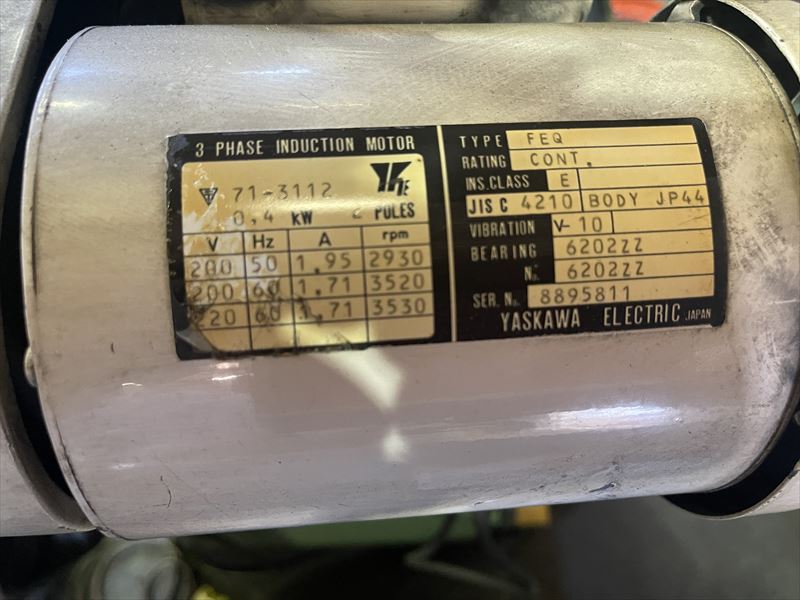 3 PHASE INDUCTION MOTOR
71-3112
0,4 kW 2 POLES
V Hz A rpm
200 50 1.95 2930
200 60 1.71 3520
220 60 1.71 3530
TYPE FEQ
RATING CONT.
INS.CLASS E
JIS C 4210 BODY JP44
VIBRATION V-10
BEARING 6202ZZ
No. 6202ZZ
SER. No. 8895811
YASKAWA ELECTRIC JAPAN